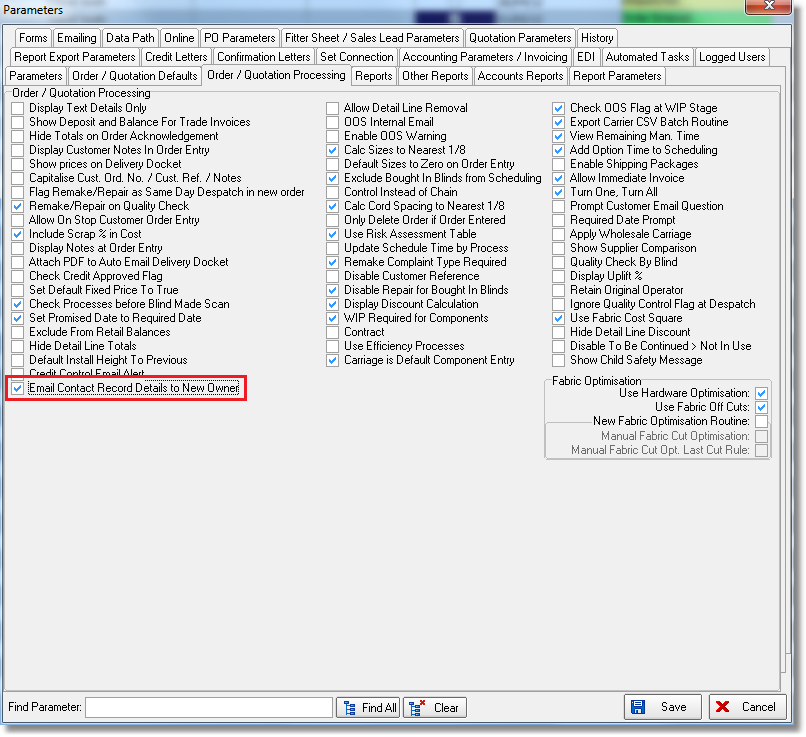 Parameters
Forms Emailing Data Path Online PO Parameters Fitter Sheet / Sales Lead Parameters Quotation Parameters History
Report Export Parameters Credit Letters Confirmation Letters Set Connection Accounting Parameters / Invoicing EDI Automated Tasks Logged Users
Parameters Order / Quotation Defaults Order / Quotation Processing Reports Other Reports Accounts Reports Report Parameters
Order / Quotation Processing
Display Text Details Only
Show Deposit and Balance For Trade Invoices
Hide Totals on Order Acknowledgement
Display Customer Notes In Order Entry
Show prices on Delivery Docket
Capitalise Cust. Ord. No. / Cust. Ref. / Notes
Flag Remake/Repair as Same Day Despatch in new order
Remake/Repair on Quality Check
Allow On Stop Customer Order Entry
Include Scrap % in Cost
Display Notes at Order Entry
Attach PDF to Auto Email Delivery Docket
Check Credit Approved Flag
Set Default Fixed Price To True
Check Processes before Blind Made Scan
Set Promised Date to Required Date
Exclude From Retail Balances
Hide Detail Line Totals
Default Install Height To Previous
Credit Control Email Alert
Email Contact Record Details to New Owner
Allow Detail Line Removal
OOS Internal Email
Enable OOS Warning
Calc Sizes to Nearest 1/8
Default Sizes to Zero on Order Entry
Exclude Bought In Blinds from Scheduling
Control Instead of Chain
Calc Cord Spacing to Nearest 1/8
Only Delete Order if Order Entered
Use Risk Assessment Table
Update Schedule Time by Process
Remake Complaint Type Required
Disable Customer Reference
Disable Repair for Bought In Blinds
Display Discount Calculation
WIP Required for Components
Contract
Use Efficiency Processes
Carriage is Default Component Entry
Check OOS Flag at WIP Stage
Export Carrier CSV Batch Routine
View Remaining Man. Time
Add Option Time to Scheduling
Enable Shipping Packages
Allow Immediate Invoice
Turn One, Turn All
Prompt Customer Email Question
Required Date Prompt
Apply Wholesale Carriage
Show Supplier Comparison
Quality Check By Blind
Display Uplift %
Retain Original Operator
Ignore Quality Control Flag at Despatch
Use Fabric Cost Square
Hide Detail Line Discount
Disable To Be Continued > Not In Use
Show Child Safety Message
Fabric Optimisation
Use Hardware Optimisation:
Use Fabric Off Cuts:
New Fabric Optimisation Routine:
Manual Fabric Cut Optimisation:
Manual Fabric Cut Opt. Last Cut Rule:
Find Parameter: Find All Clear Save Cancel